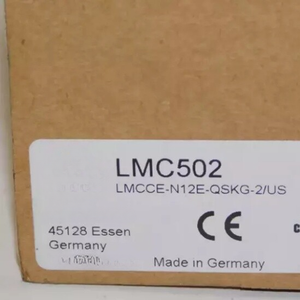 LMC502
LMCCE-N12E-QSKG-2/US
45128 Essen
Germany
CE
Made in Germany